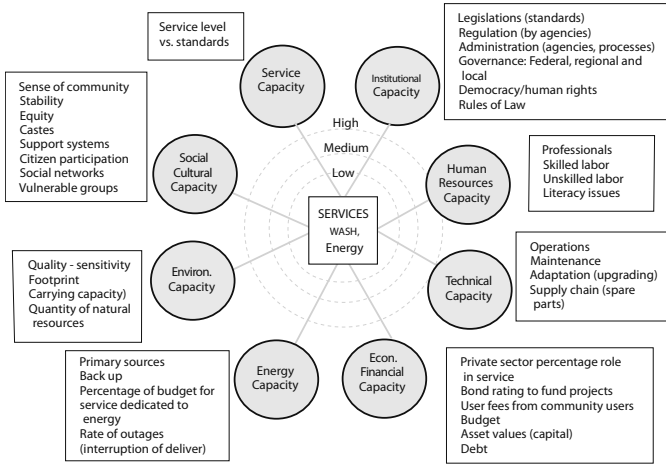 Service level
vs. standards
Service
Capacity
Institutional
Capacity
Legislations (standards)
Regulation (by agencies)
Administration (agencies, processes)
Governance: Federal, regional and
local
Democracy/human rights
Rules of Law
Sense of community
Stability
Equity
Castes
Support systems
Citizen participation
Social networks
Vulnerable groups
Social
Cultural
Capacity
High
Medium
Low
Human
Resources
Capacity
Professionals
Skilled labor
Unskilled labor
Literacy issues
SERVICES
WASH,
Energy
Quality - sensitivity
Footprint
Carrying capacity)
Quantity of natural
resources
Environ.
Capacity
Technical
Capacity
Operations
Maintenance
Adaptation (upgrading)
Supply chain (spare
parts)
Primary sources
Back up
Percentage of budget for
service dedicated to
energy
Rate of outages
(interruption of deliver)
Energy
Capacity
Econ.
Financial
Capacity
Private sector percentage role
in service
Bond rating to fund projects
User fees from community users
Budget
Asset values (capital)
Debt